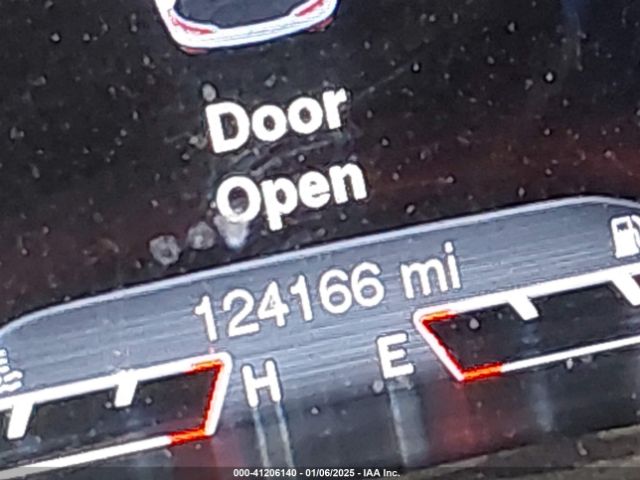 Door
Open
124166 mi
H
E
000-41206140 - 01/06/2025 - IAA Inc.